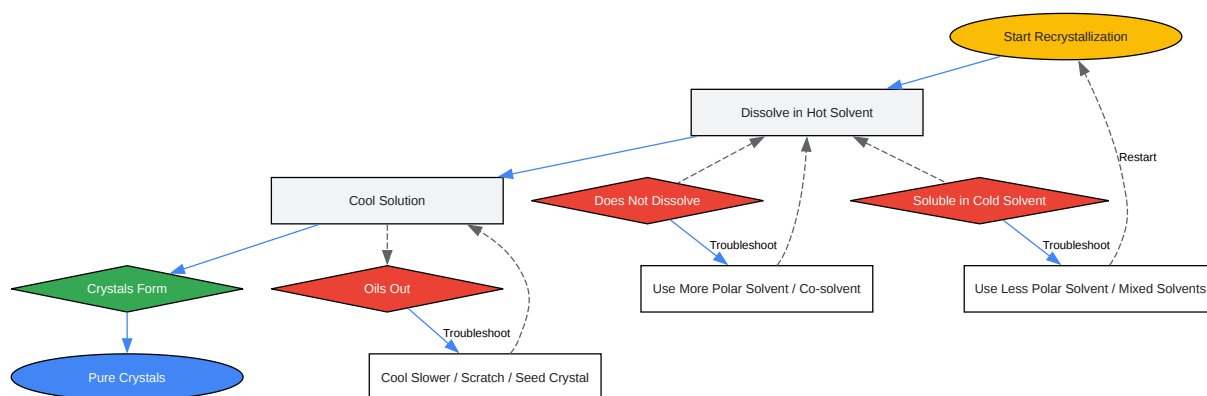 Start Recrystallization
Dissolve in Hot Solvent
Restart
Cool Solution
Does Not Dissolve
Soluble in Cold Solvent
Troubleshoot
Troubleshoot
Crystals Form
Oils Out
Use More Polar Solvent / Co-solvent
Use Less Polar Solvent / Mixed Solvents
Troubleshoot
Pure Crystals
Cool Slower / Scratch / Seed Crystal